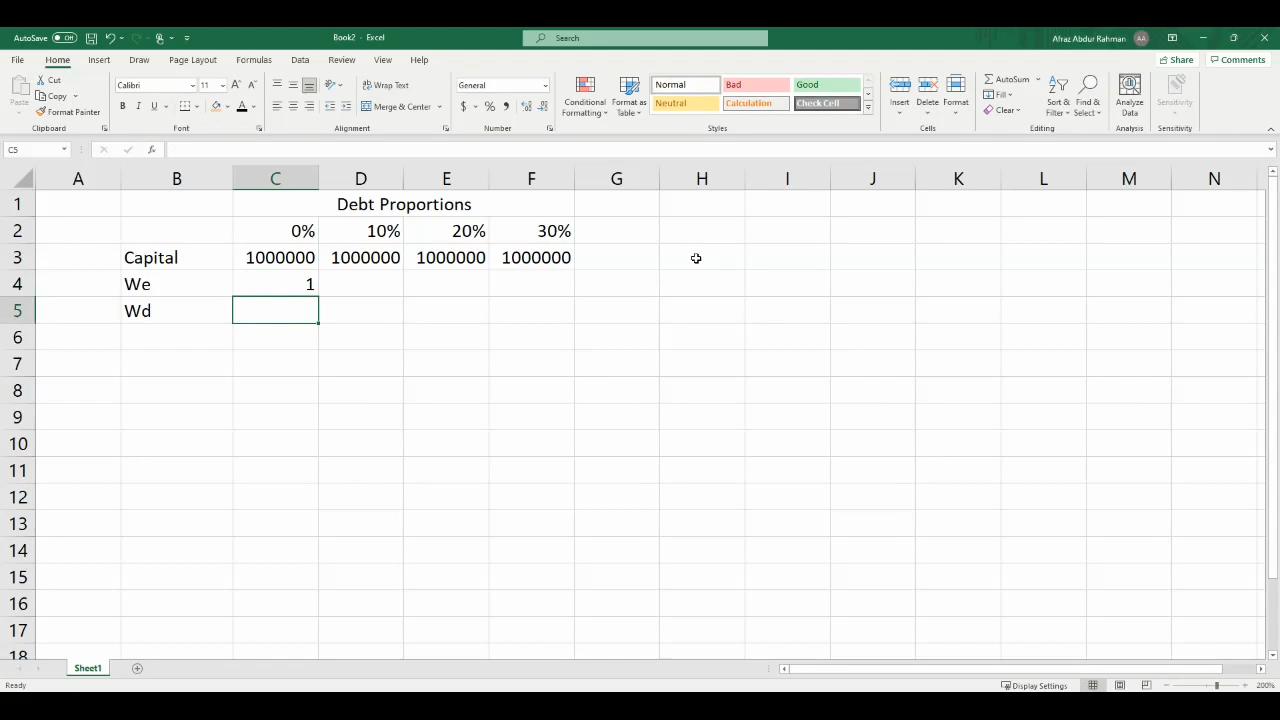 AutoSave Off Book2 - Excel Search Afraz Abdur Rahman AA
File Home Insert Draw Page Layout Formulas Data Review View Help Share Comments
Paste Cut Copy Format Painter Clipboard
Calibri 11 B I U A Font
Wrap Text Merge & Center Alignment
General $ % Number
Conditional Formatting Format as Table
Normal Bad Good
Neutral Calculation Check Cell
Styles
Insert Delete Format Cells
AutoSum Fill Clear Sort & Filter Find & Select Editing
Analyze Data Analysis
Sensitivity Sensitivity
C5 fx
A B C D E F G H I J K L M N
1 Debt Proportions
2 0% 10% 20% 30%
3 Capital 1000000 1000000 1000000 1000000
4 We 1
5 Wd
6
7
8
9
10
11
12
13
14
15
16
17
18
Sheet1
Ready Display Settings 200%